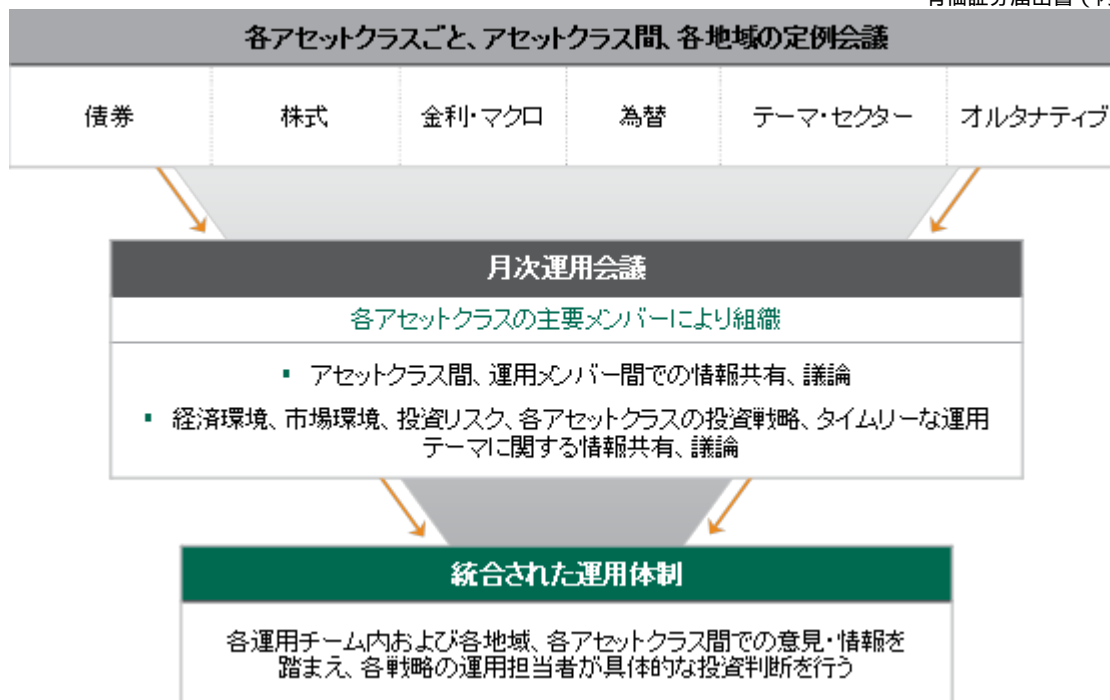 各アセットクラスごと、アセットクラス間、各地域の定例会議
債券 株式 金利・マクロ 為替 テーマ・セクター オルタナティブ
月次運用会議
各アセットクラスの主要メンバーにより組織
▪ アセットクラス間、運用メンバー間での情報共有、議論
▪ 経済環境、市場環境、投資リスク、各アセットクラスの投資戦略、タイムリーな運用
テーマに関する情報共有、議論
統合された運用体制
各運用チーム内および各地域、各アセットクラス間での意見・情報を
踏まえ、各戦略の運用担当者が具体的な投資判断を行う